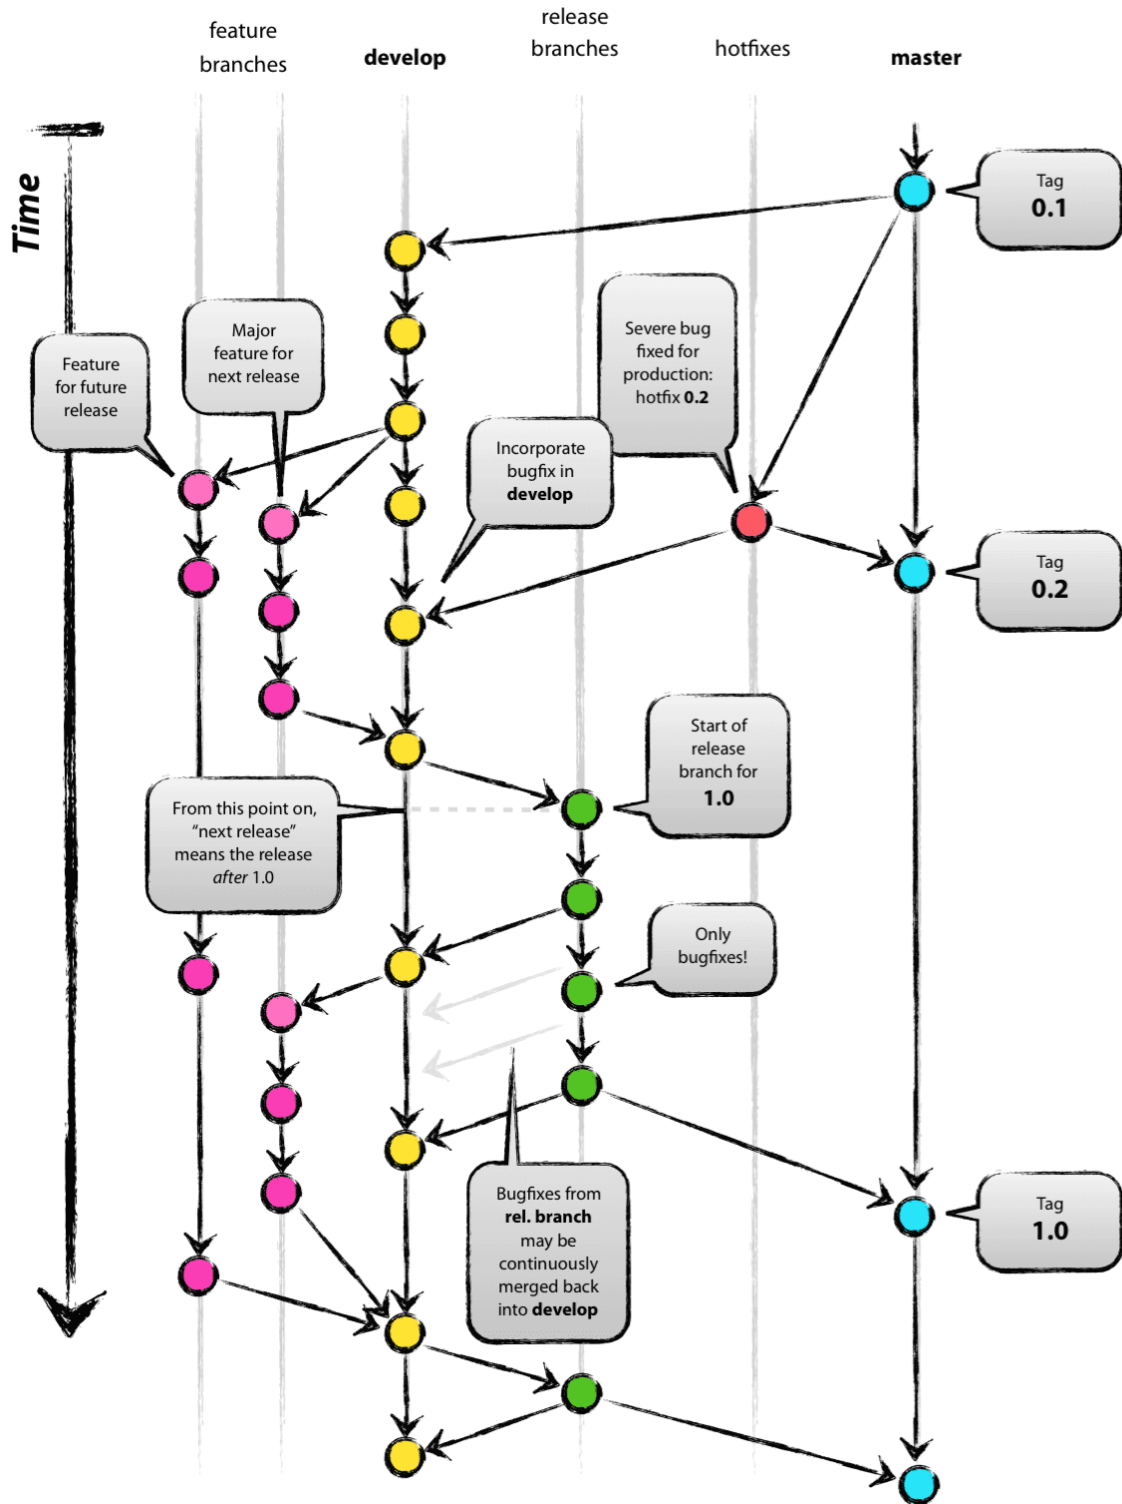 feature
branches
develop
release
branches
hotfixes
master
Time
Tag
0.1
Major
feature for
next release
Feature
for future
release
Severe bug
fixed for
production:
hotfix 0.2
Incorporate
bugfix in
develop
Tag
0.2
Start of
release
branch for
1.0
From this point on,
“next release”
means the release
after 1.0
Only
bugfixes!
Bugfixes from
rel. branch
may be
continuously
merged back
into develop
Tag
1.0